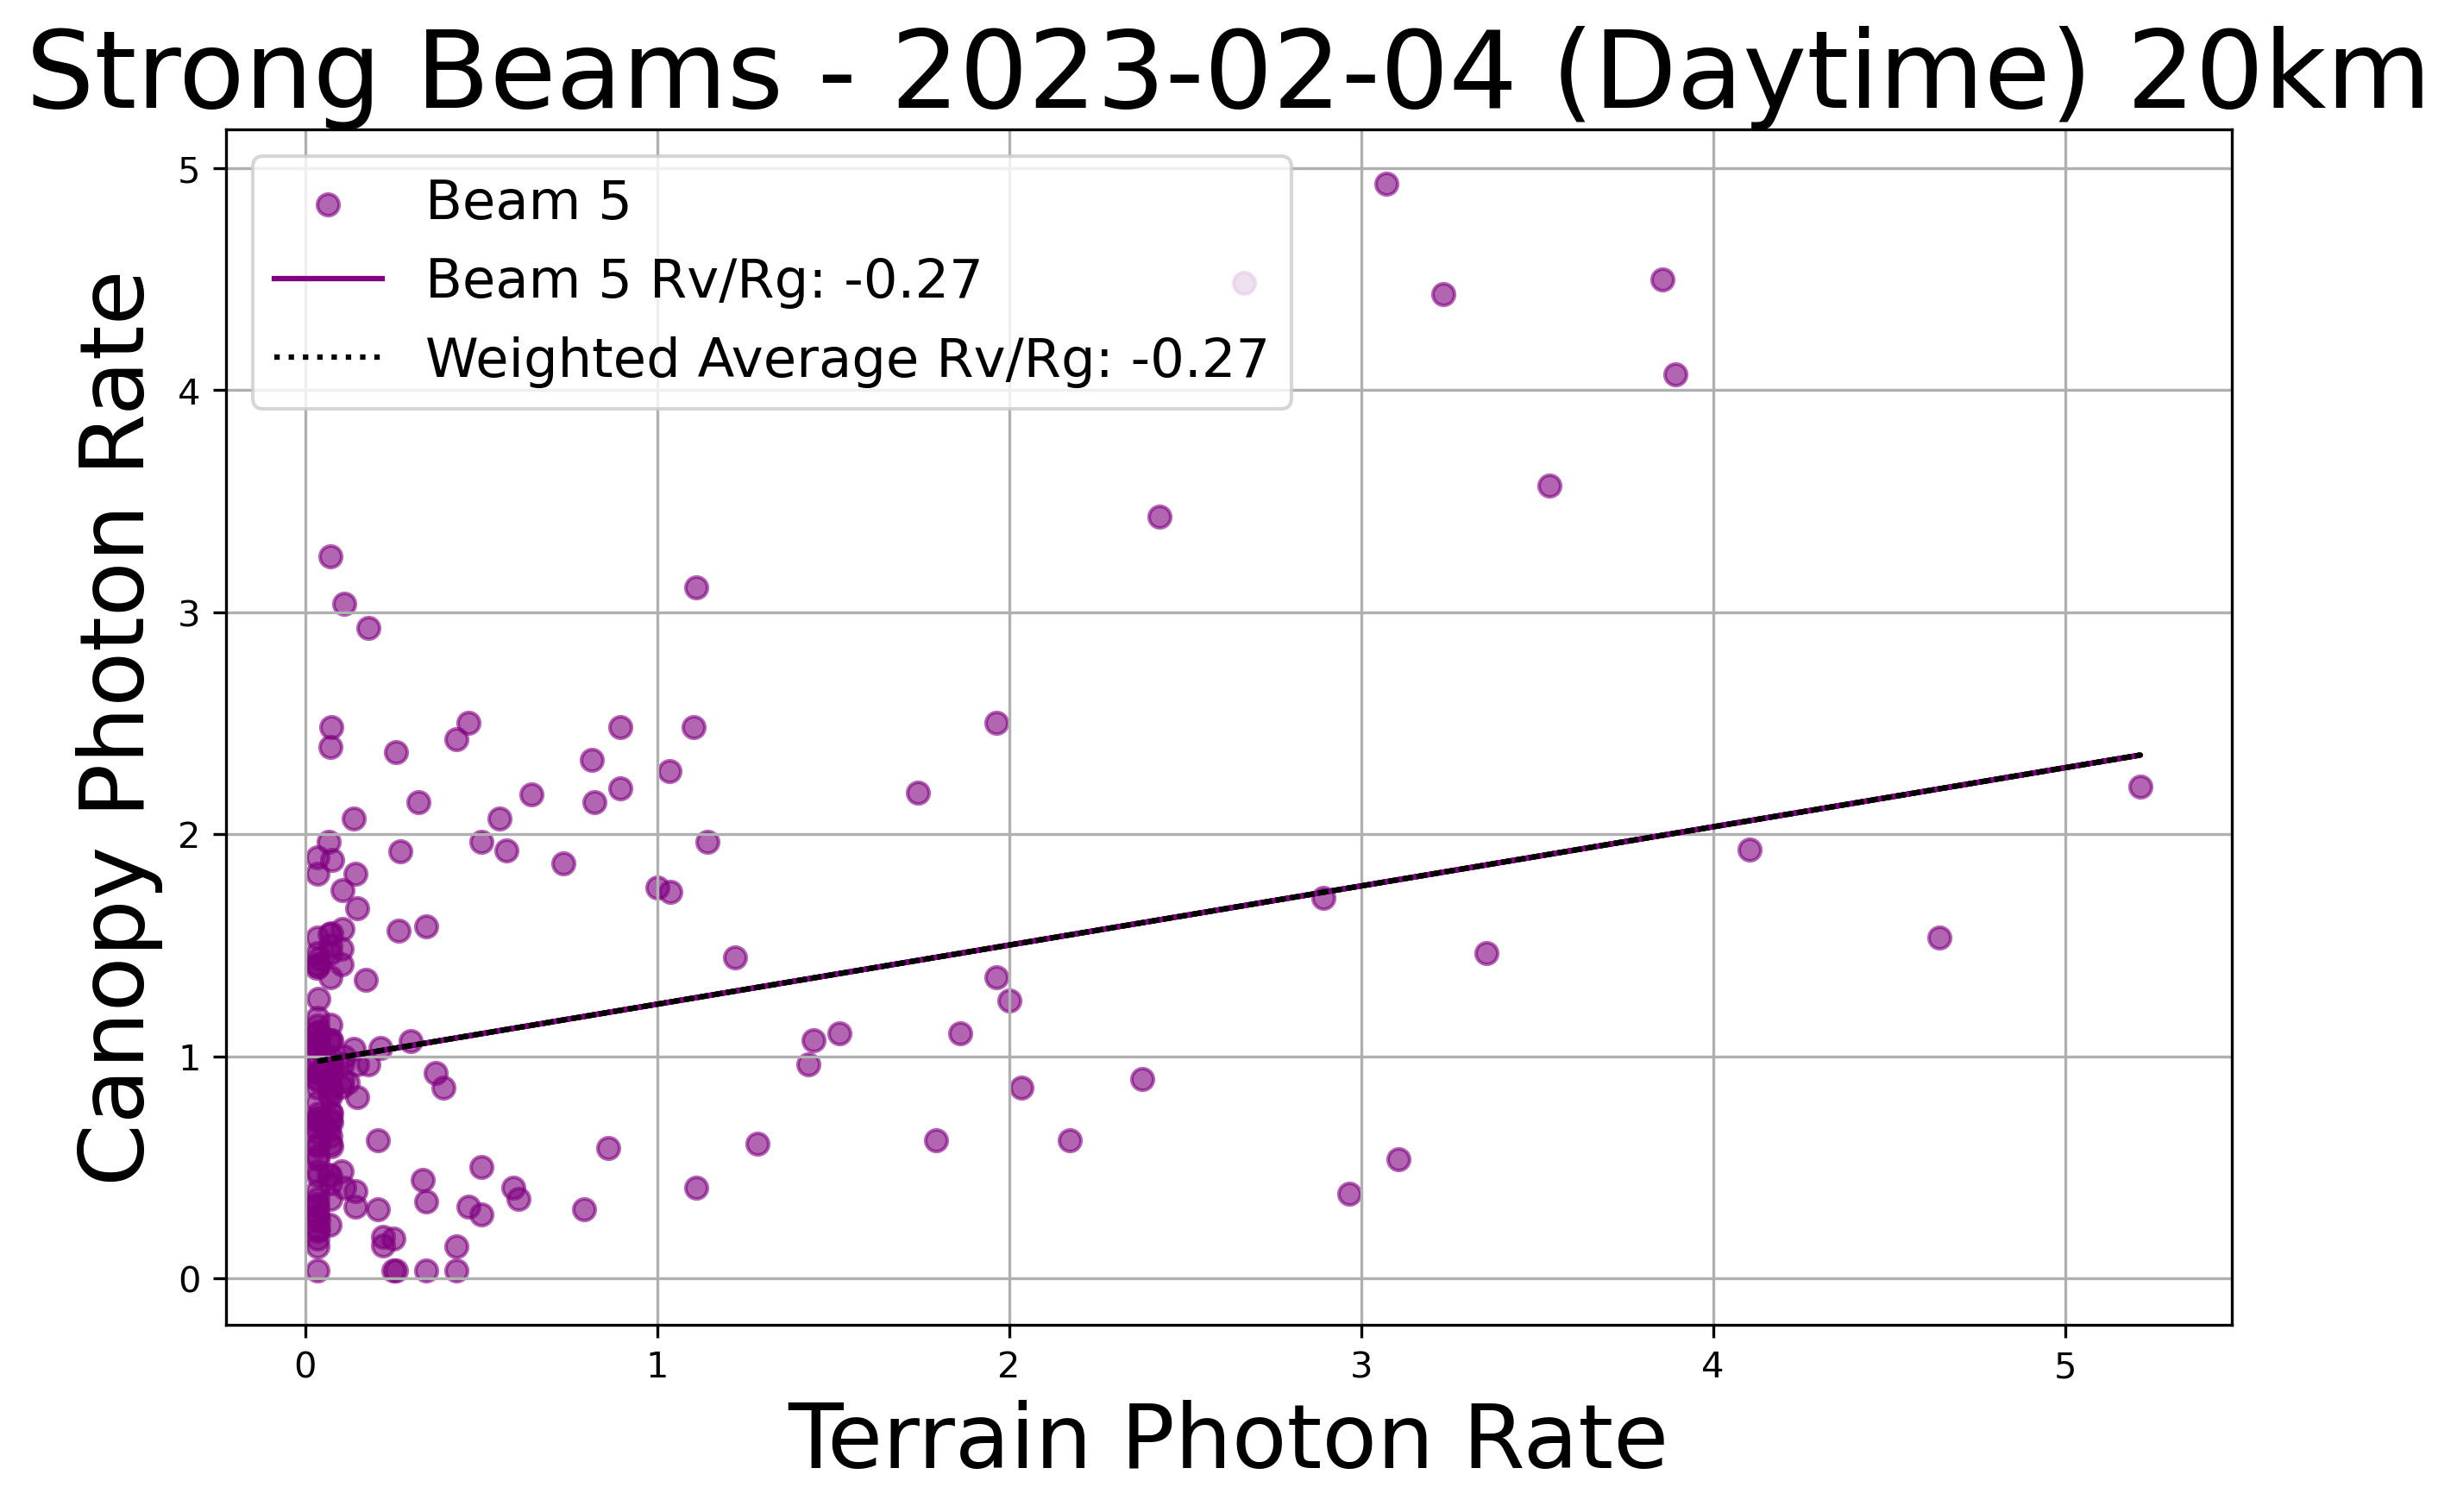 Strong Beams - 2023-02-04 (Daytime) 20km
Beam 5
Beam 5 Rv/Rg: -0.27
Weighted Average Rv/Rg: -0.27
Canopy Photon Rate
5
4
3
2
1
0
0 1 2 3 4 5
Terrain Photon Rate